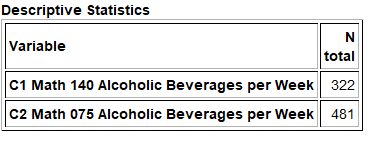 Descriptive Statistics
Variable N total
C1 Math 140 Alcoholic Beverages per Week 322
C2 Math 075 Alcoholic Beverages per Week 481